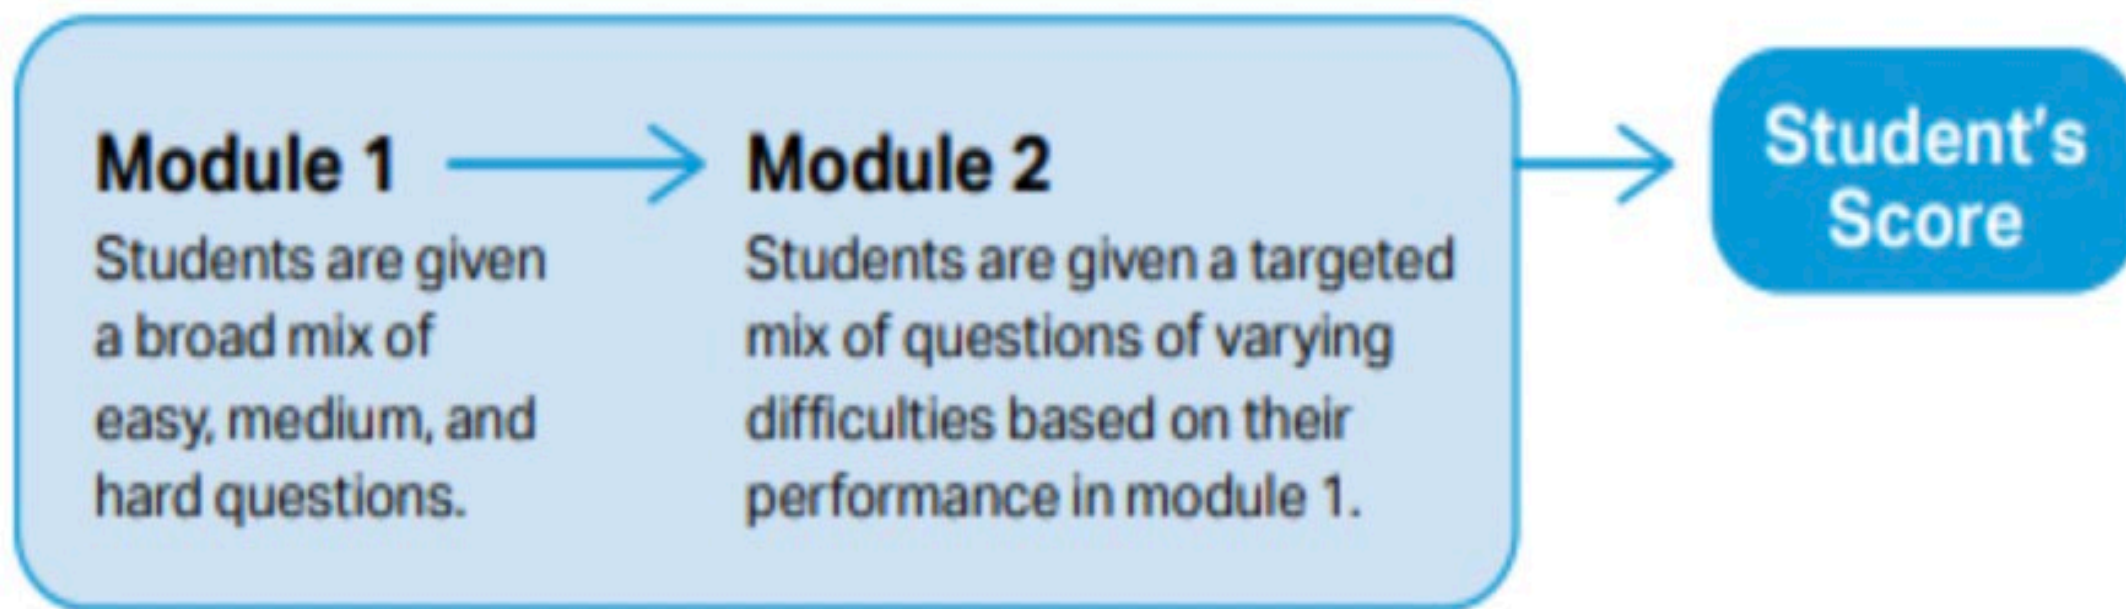 Module 1
Students are given
a broad mix of
easy, medium, and
hard questions.
Module 2
Students are given a targeted
mix of questions of varying
difficulties based on their
performance in module 1.
Student's
Score